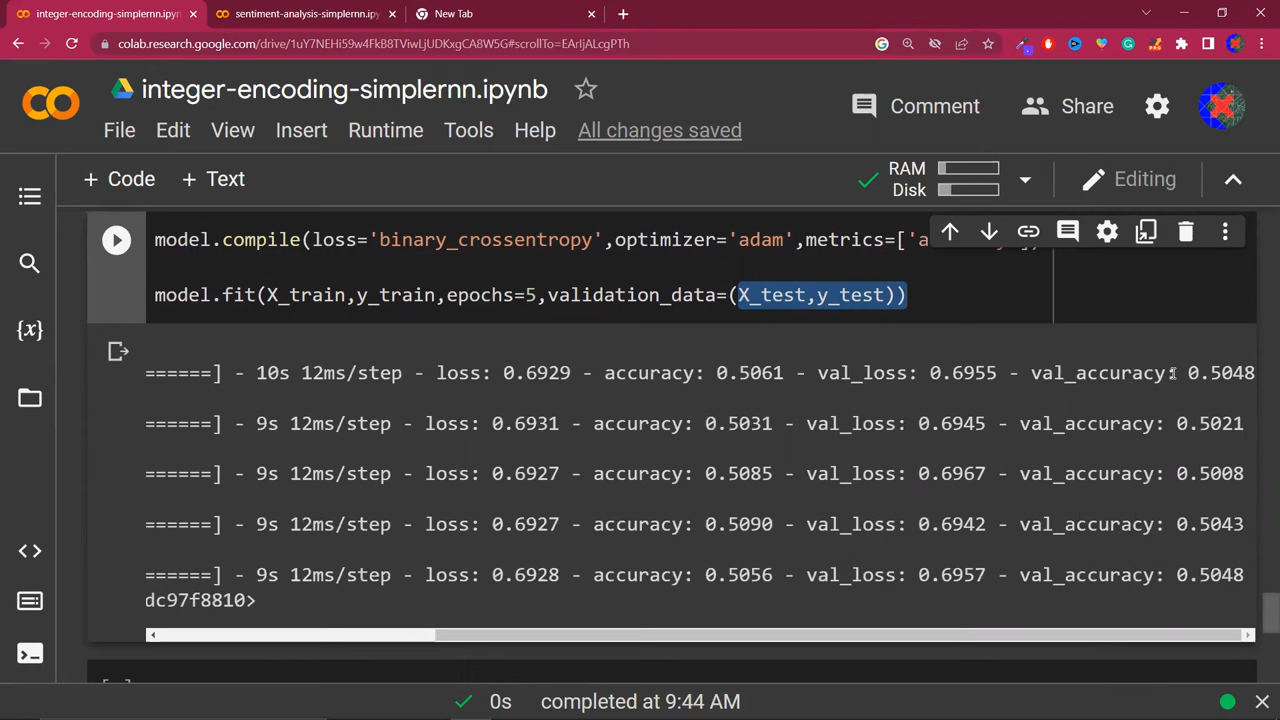 integer-encoding-simplernn.ipyn
sentiment-analysis-simplernn.ip
New Tab
colab.research.google.com/drive/1uY7NEHi59w4FkB8TViwLjUDKxgCA8W5G#scrollTo=EArIjALcgPTh
integer-encoding-simplernn.ipynb
Comment
Share
File Edit View Insert Runtime Tools Help All changes saved
+ Code + Text
RAM
Disk
Editing
model.compile(loss='binary_crossentropy',optimizer='adam',metrics=['a
model.fit(X_train,y_train,epochs=5,validation_data=(X_test,y_test))
======] - 10s 12ms/step - loss: 0.6929 - accuracy: 0.5061 - val_loss: 0.6955 - val_accuracy: 0.5048
======] - 9s 12ms/step - loss: 0.6931 - accuracy: 0.5031 - val_loss: 0.6945 - val_accuracy: 0.5021
======] - 9s 12ms/step - loss: 0.6927 - accuracy: 0.5085 - val_loss: 0.6967 - val_accuracy: 0.5008
======] - 9s 12ms/step - loss: 0.6927 - accuracy: 0.5090 - val_loss: 0.6942 - val_accuracy: 0.5043
======] - 9s 12ms/step - loss: 0.6928 - accuracy: 0.5056 - val_loss: 0.6957 - val_accuracy: 0.5048
dc97f8810>
0s completed at 9:44 AM